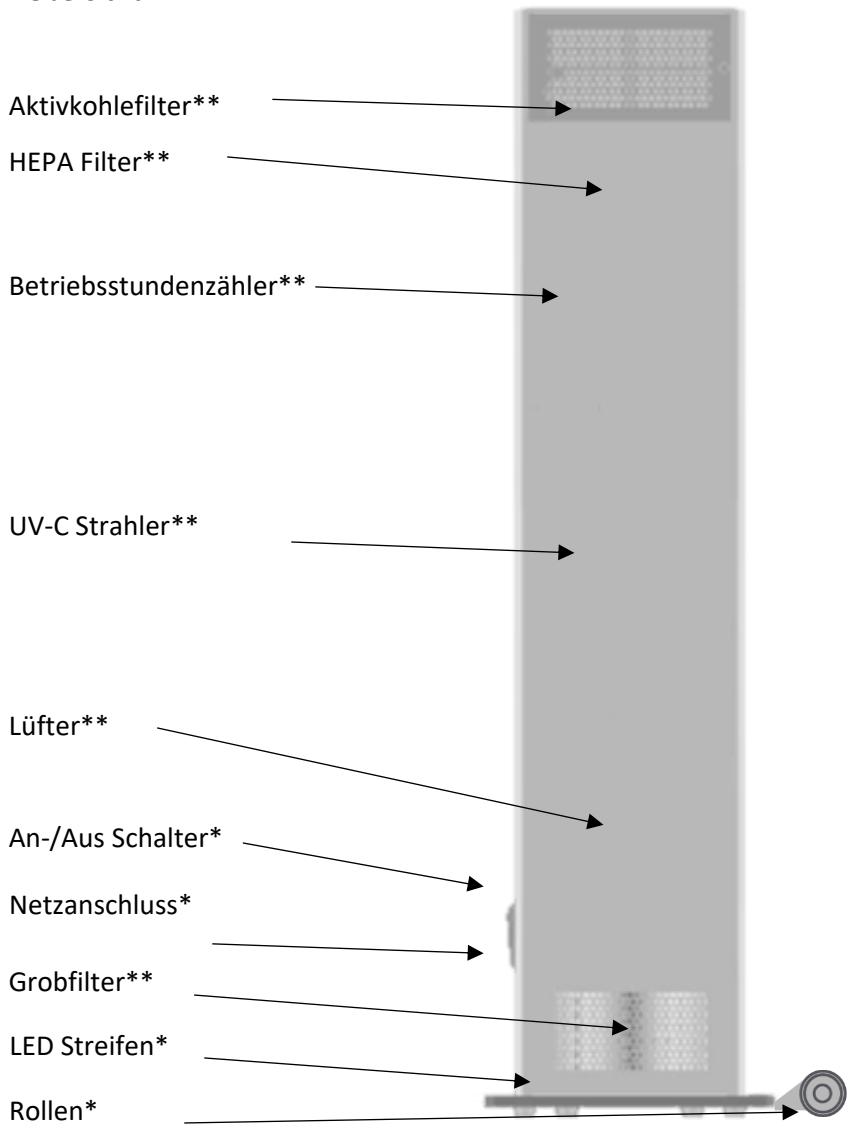 Aktivkohlefilter**
HEPA Filter**
Betriebsstundenzähler**
UV-C Strahler**
Lüfter**
An-/Aus Schalter*
Netzanschluss*
Grobfilter**
LED Streifen*
Rollen*